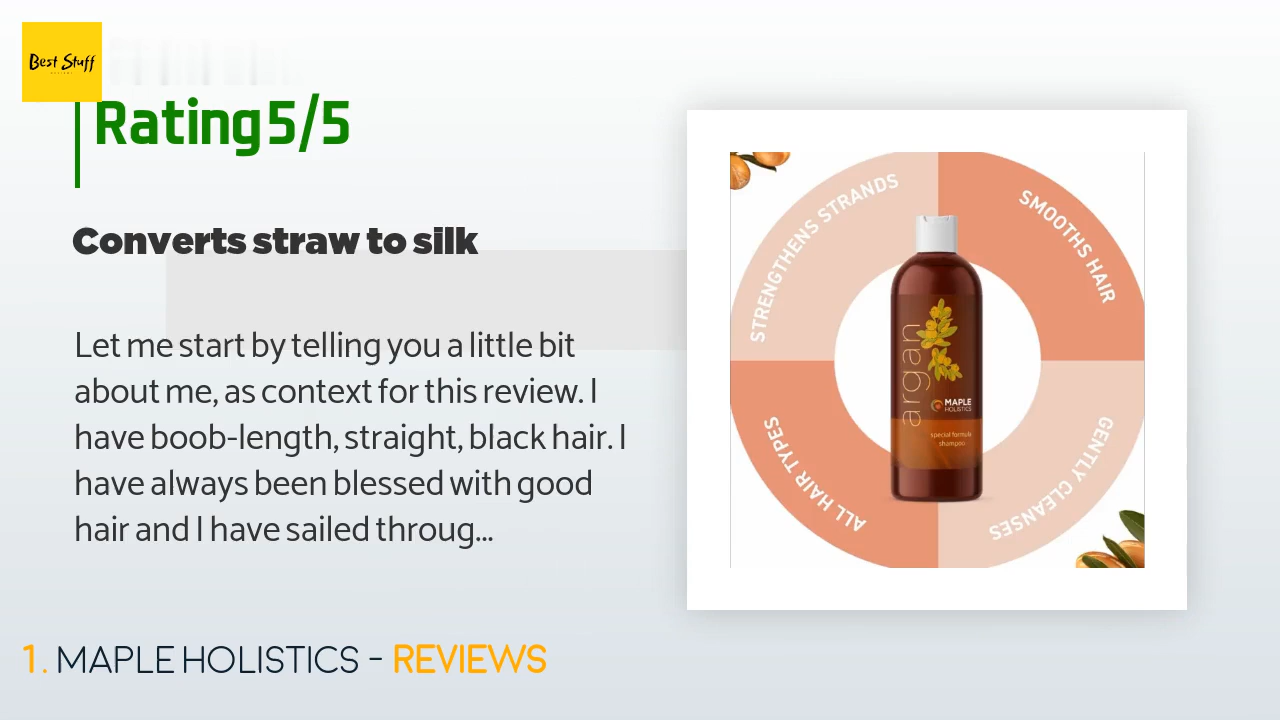 Best Stuff
Rating 5/5
Converts straw to silk
Let me start by telling you a little bit
about me, as context for this review. I
have boob-length, straight, black hair. I
have always been blessed with good
hair and I have sailed throug...
STRENGTHENS STRANDS
SMOOTHS HAIR
ALL HAIR TYPES
GENTLY CLEANSES
argan
MAPLE
HOLISTICS
special formula
shampoo
1. MAPLE HOLISTICS - REVIEWS